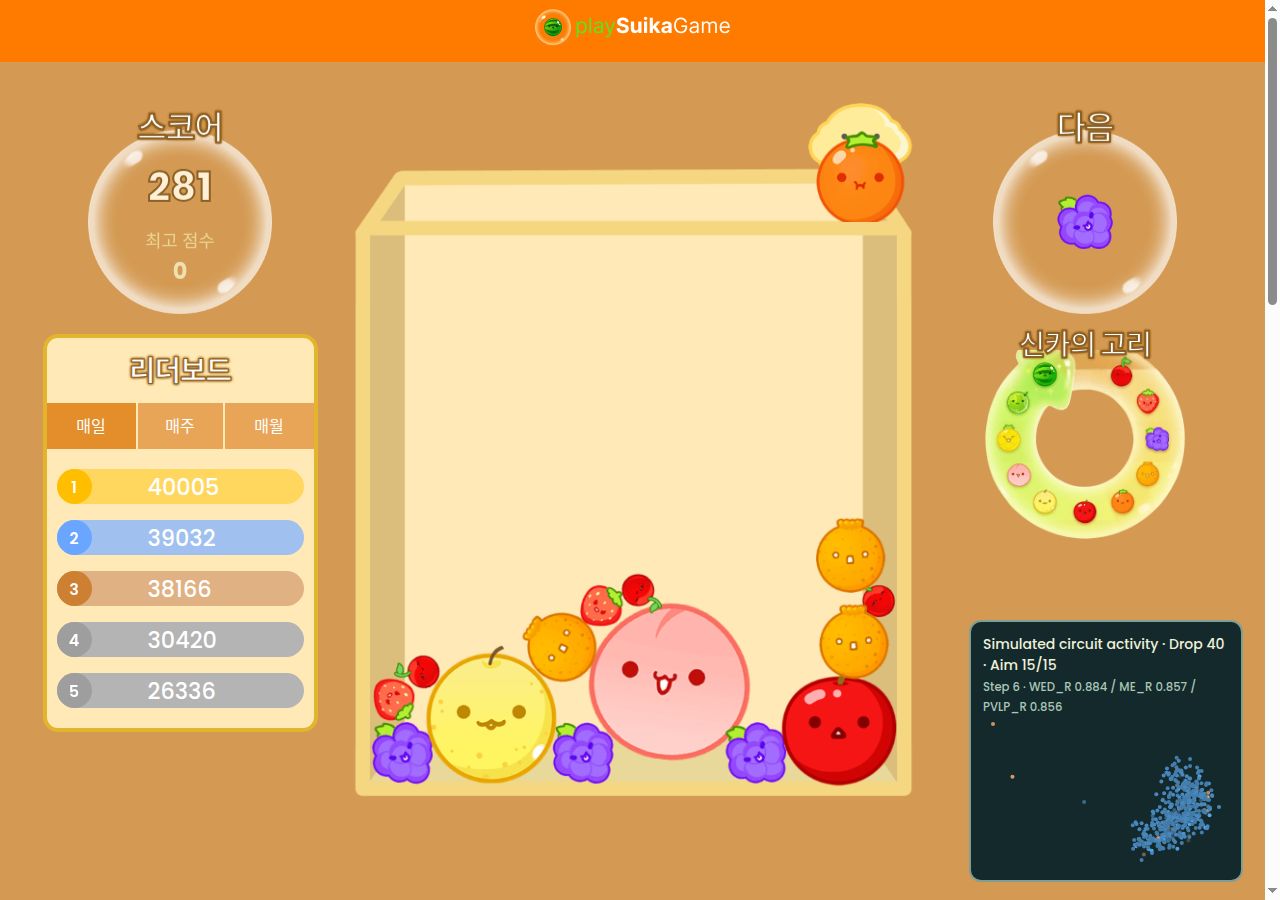 playSuikaGame
스코어
281
최고 점수
0
리더보드
매일 매주 매월
1 40005
2 39032
3 38166
4 30420
5 26336
다음
신카의 고리
Simulated circuit activity · Drop 40
· Aim 15/15
Step 6 · WED_R 0.884 / ME_R 0.857 /
PVLP_R 0.856